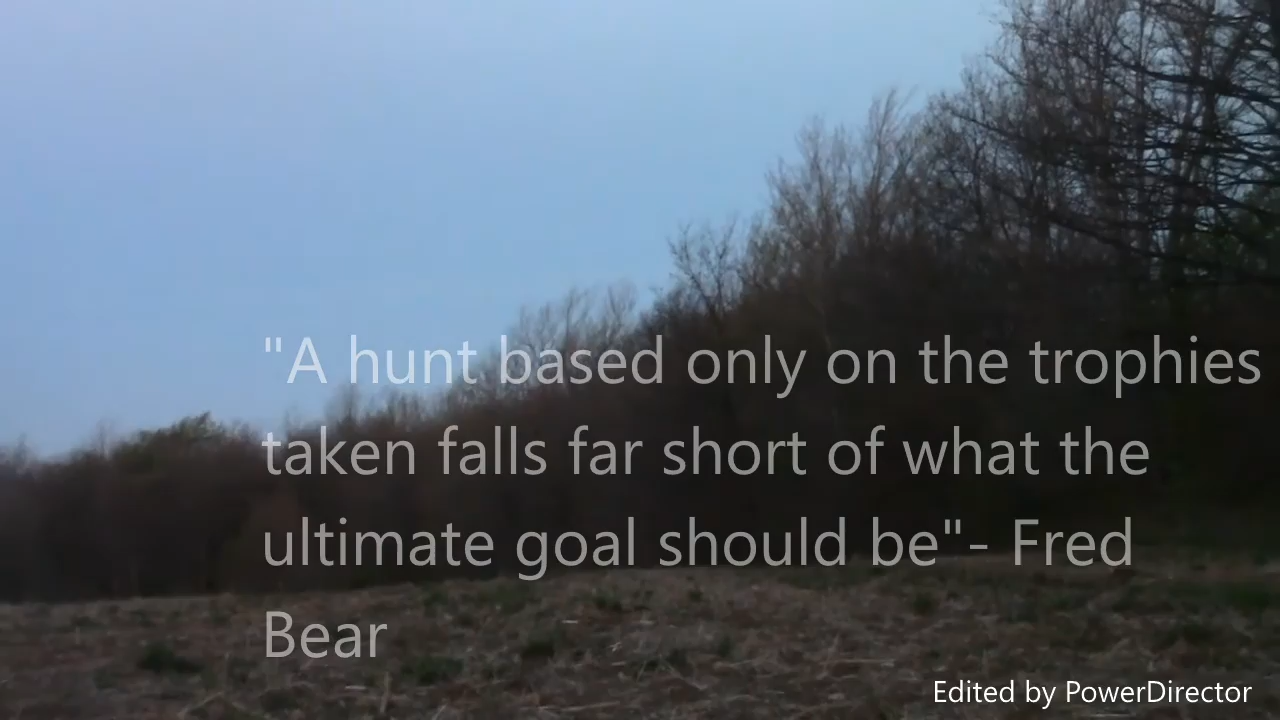 "A hunt based only on the trophies
taken falls far short of what the
ultimate goal should be"- Fred
Bear
Edited by PowerDirector